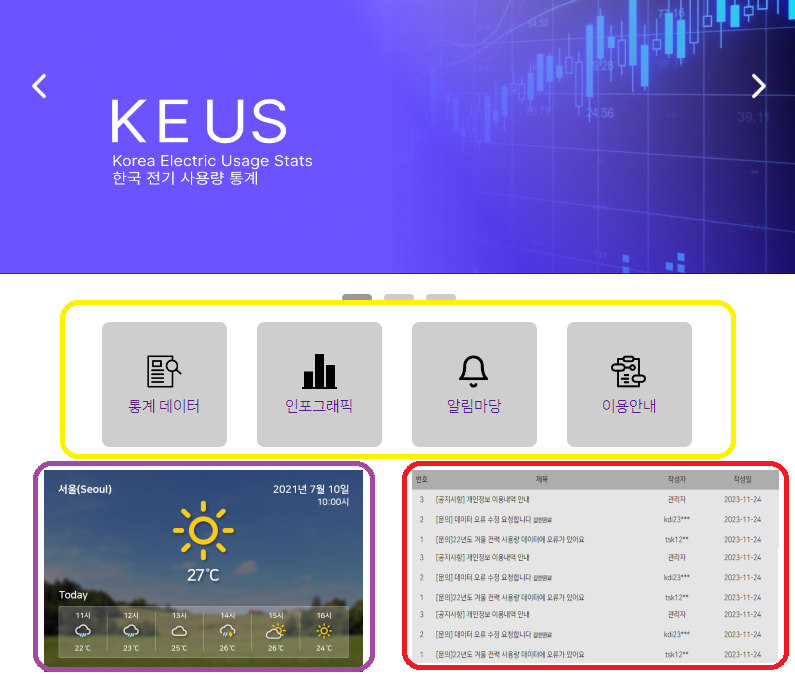 KEUS
Korea Electric Usage Stats
한국 전기 사용량 통계
64.55
24.56
39.11
통계 데이터
인포그래픽
알림마당
이용안내
서울(Seoul)
2021년 7월 10일
10:00시
27℃
Today
11시 12시 13시 14시 15시 16시
22℃ 23℃ 25℃ 26℃ 26℃ 24℃
번호 제목 작성자 작성일
3 [공지사항] 개인정보 이용내역 안내 관리자 2023-11-24
2 [문의] 데이터 오류 수정 요청합니다 답변완료 kdi23*** 2023-11-24
1 [문의]22년도 겨울 전력 사용량 데이터에 오류가 있어요 tsk12** 2023-11-24
3 [공지사항] 개인정보 이용내역 안내 관리자 2023-11-24
2 [문의] 데이터 오류 수정 요청합니다 답변완료 kdi23*** 2023-11-24
1 [문의]22년도 겨울 전력 사용량 데이터에 오류가 있어요 tsk12** 2023-11-24
3 [공지사항] 개인정보 이용내역 안내 관리자 2023-11-24
2 [문의] 데이터 오류 수정 요청합니다 답변완료 kdi23*** 2023-11-24
1 [문의]22년도 겨울 전력 사용량 데이터에 오류가 있어요 tsk12** 2023-11-24